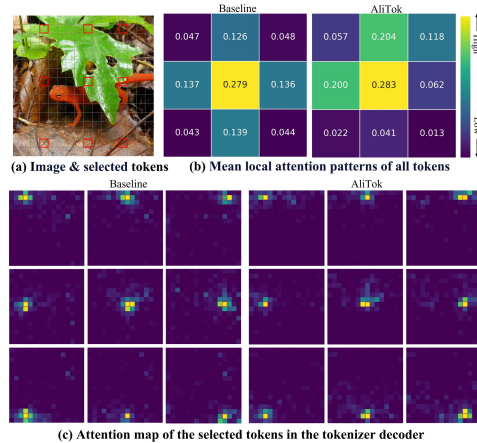 Baseline
AliTok
0.047 0.126 0.048
0.057 0.204 0.118
High
0.137 0.279 0.136
0.200 0.283 0.062
0.043 0.139 0.044
0.022 0.041 0.013
Low
(a) Image & selected tokens
(b) Mean local attention patterns of all tokens
Baseline
AliTok
(c) Attention map of the selected tokens in the tokenizer decoder